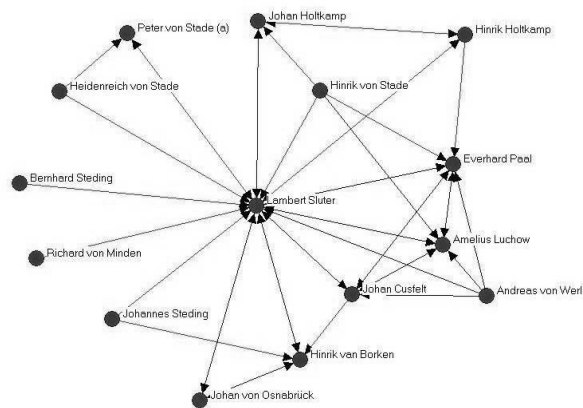 Johan Holtkamp
Peter von Stade (a)
Hinrik Holtkamp
Heidenreich von Stade
Hinrik von Stade
Everhard Paal
Bernhard Steding
Lambert Sluter
Amelius Luchow
Richard von Minden
Johan Cusfelt
Andreas von Werl
Johannes Steding
Hinrik van Borken
Johan von Osnabrück